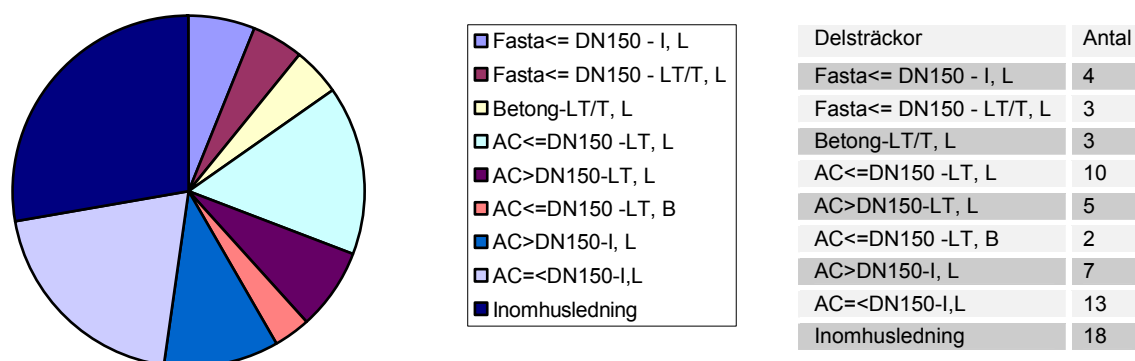 Fasta<= DN150 - I, L
Fasta<= DN150 - LT/T, L
Betong-LT/T, L
AC<=DN150 -LT, L
AC>DN150-LT, L
AC<=DN150 -LT, B
AC>DN150-I, L
AC=<DN150-I,L
Inomhusledning
Delsträckor Antal
Fasta<= DN150 - I, L 4
Fasta<= DN150 - LT/T, L 3
Betong-LT/T, L 3
AC<=DN150 -LT, L 10
AC>DN150-LT, L 5
AC<=DN150 -LT, B 2
AC>DN150-I, L 7
AC=<DN150-I,L 13
Inomhusledning 18